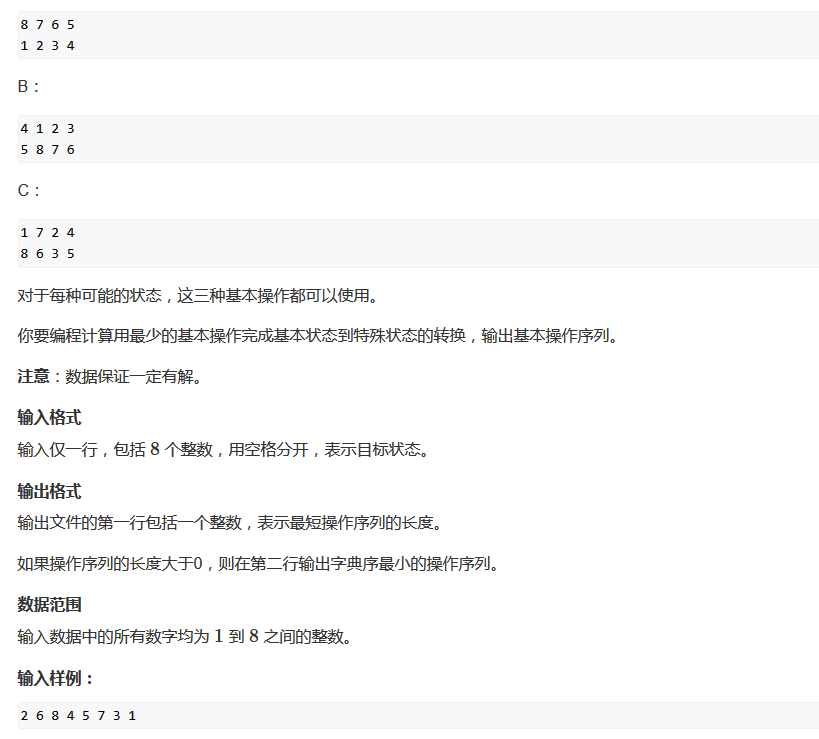 8 7 6 5
1 2 3 4
B：
4 1 2 3
5 8 7 6
C：
1 7 2 4
8 6 3 5
对于每种可能的状态，这三种基本操作都可以使用。
你要编程计算用最少的基本操作完成基本状态到特殊状态的转换，输出基本操作序列。
注意：数据保证一定有解。
输入格式
输入仅一行，包括 8 个整数，用空格分开，表示目标状态。
输出格式
输出文件的第一行包括一个整数，表示最短操作序列的长度。
如果操作序列的长度大于0，则在第二行输出字典序最小的操作序列。
数据范围
输入数据中的所有数字均为 1 到 8 之间的整数。
输入样例：
2 6 8 4 5 7 3 1